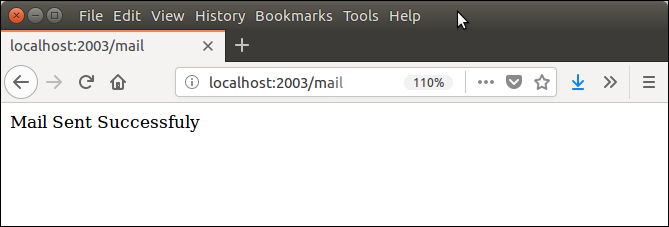 File Edit View History Bookmarks Tools Help
localhost:2003/mail
localhost:2003/mail 110%
Mail Sent Successfuly